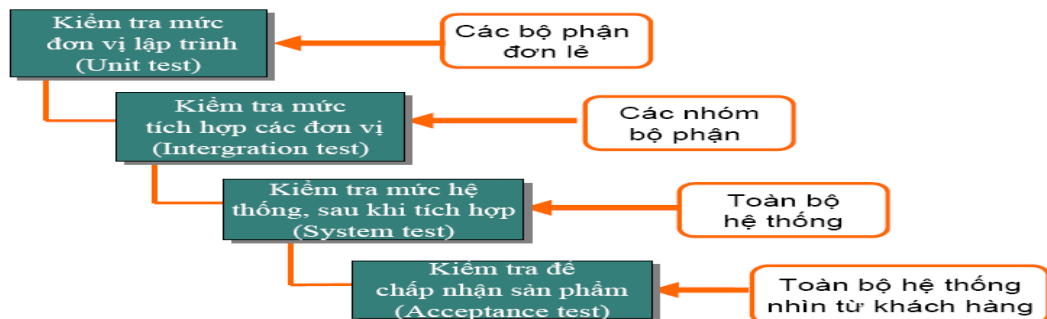 Kiểm tra mức
đơn vị lập trình
(Unit test)
Các bộ phận
đơn lẻ
Kiểm tra mức
tích hợp các đơn vị
(Intergration test)
Các nhóm
bộ phận
Kiểm tra mức hệ
thống, sau khi tích hợp
(System test)
Toàn bộ
hệ thống
Kiểm tra để
chấp nhận sản phẩm
(Acceptance test)
Toàn bộ hệ thống
nhìn từ khách hàng